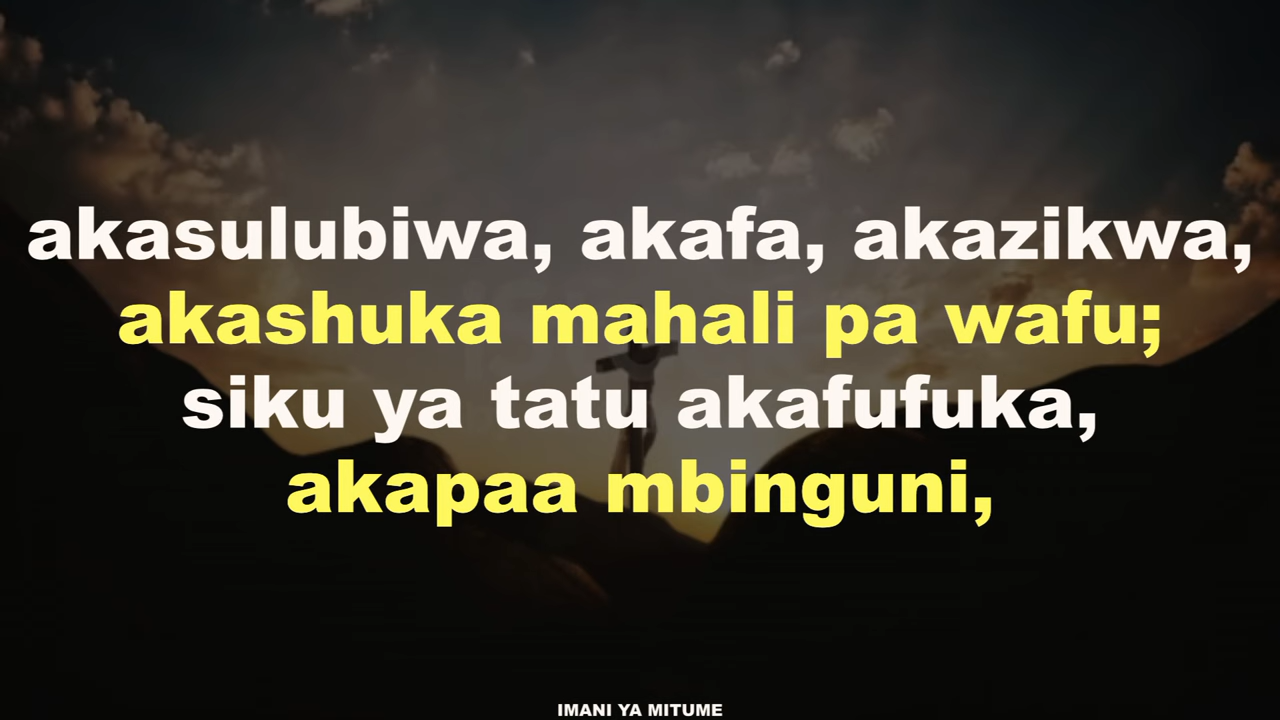 akasulubiwa, akafa, akazikwa,
akashuka mahali pa wafu;
siku ya tatu akafufuka,
akapaa mbinguni,
IMANI YA MITUME